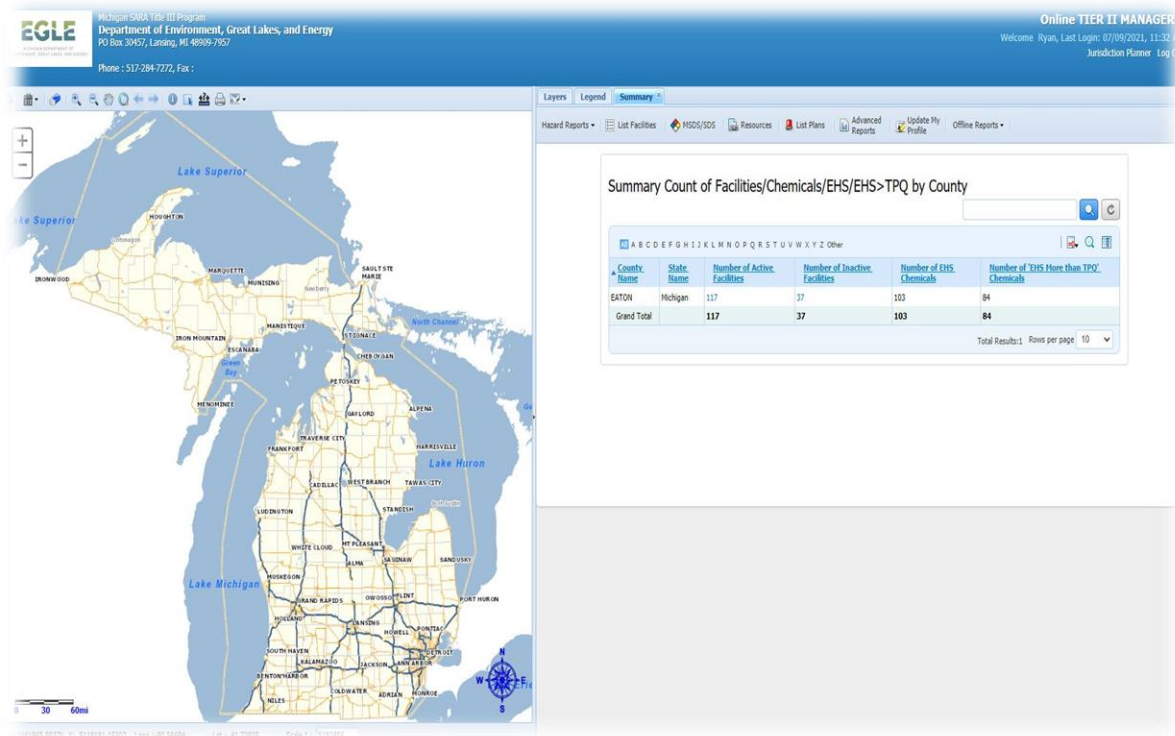 EGLE
Michigan SARA Title III Program
Department of Environment, Great Lakes, and Energy
PO Box 30457, Lansing, MI 48909-7957
Phone : 517-284-7272, Fax :
Online TIER II MANAGER
Welcome Ryan, Last Login: 07/09/2021, 11:32
Jurisdiction Planner Log
Layers Legend Summary
Hazard Reports List Facilities MSDS/SDS Resources List Plans Advanced Reports Update My Profile Offline Reports
Summary Count of Facilities/Chemicals/EHS/EHS>TPQ by County
All A B C D E F G H I J K L M N O P Q R S T U V W X Y Z Other
County Name State Name Number of Active Facilities Number of Inactive Facilities Number of EHS Chemicals Number of 'EHS More than TPQ' Chemicals
EATON Michigan 117 37 103 84
Grand Total 117 37 103 84
Total Results:1 Rows per page 10
Lake Superior
Superior
HOUGHTON
Ontonagon
IRONWOOD
MARQUETTE
MUNISING
SAULT STE MARIE
Newberry
North Channel
MANISTIQUE
ST IGNACE
IRON MOUNTAIN
ESCANABA
CHEBOYGAN
Green Bay
PETOSKEY
MENOMINEE
GAYLORD
ALPENA
TRAVERSE CITY
FRANKFORT
HARRISVILLE
Lake Huron
CADILLAC
WEST BRANCH
TAWAS CITY
STANDISH
LUDINGTON
WHITE CLOUD
MT PLEASANT
ALMA
SAGINAW
SANDUSKY
Lake Michigan
MUSKEGON
GRAND RAPIDS
OWOSSO
FLINT
PORT HURON
HOLLAND
LANSING
HOWELL
PONTIAC
SOUTH HAVEN
DETROIT
KALAMAZOO
JACKSON
ANN ARBOR
BENTON HARBOR
COLDWATER
ADRIAN
MONROE
NILES
N
W
E
S
30 60mi